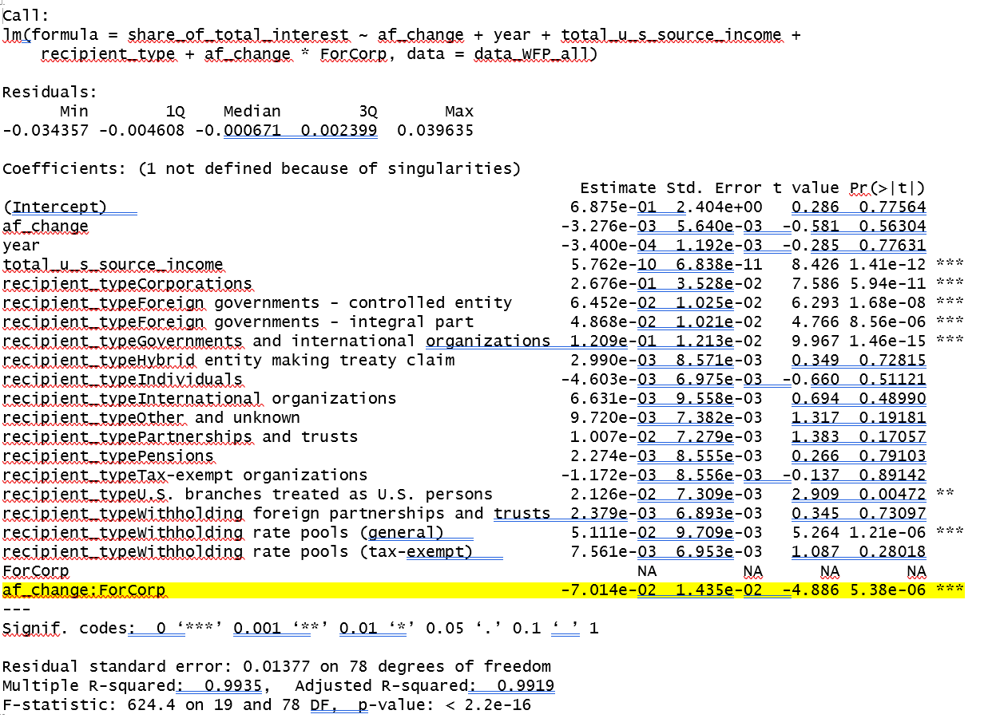 Call:
lm(formula = share_of_total_interest ~ af_change + year + total_u_s_source_income +
    recipient_type + af_change * ForCorp, data = data_WFP_all)
Residuals:
      Min        1Q    Median        3Q       Max
-0.034357 -0.004608 -0.000671  0.002399  0.039635
Coefficients: (1 not defined because of singularities)
Estimate Std. Error t value Pr(>|t|)
(Intercept) 6.875e-01 2.404e+00 0.286 0.77564
af_change -3.276e-03 5.640e-03 -0.581 0.56304
year -3.400e-04 1.192e-03 -0.285 0.77631
total_u_s_source_income 5.762e-10 6.838e-11 8.426 1.41e-12 ***
recipient_typeCorporations 2.676e-01 3.528e-02 7.586 5.94e-11 ***
recipient_typeForeign governments - controlled entity 6.452e-02 1.025e-02 6.293 1.68e-08 ***
recipient_typeForeign governments - integral part 4.868e-02 1.021e-02 4.766 8.56e-06 ***
recipient_typeGovernments and international organizations 1.209e-01 1.213e-02 9.967 1.46e-15 ***
recipient_typeHybrid entity making treaty claim 2.990e-03 8.571e-03 0.349 0.72815
recipient_typeIndividuals -4.603e-03 6.975e-03 -0.660 0.51121
recipient_typeInternational organizations 6.631e-03 9.558e-03 0.694 0.48990
recipient_typeOther and unknown 9.720e-03 7.382e-03 1.317 0.19181
recipient_typePartnerships and trusts 1.007e-02 7.279e-03 1.383 0.17057
recipient_typePensions 2.274e-03 8.555e-03 0.266 0.79103
recipient_typeTax-exempt organizations -1.172e-03 8.556e-03 -0.137 0.89142
recipient_typeU.S. branches treated as U.S. persons 2.126e-02 7.309e-03 2.909 0.00472 **
recipient_typeWithholding foreign partnerships and trusts 2.379e-03 6.893e-03 0.345 0.73097
recipient_typeWithholding rate pools (general) 5.111e-02 9.709e-03 5.264 1.21e-06 ***
recipient_typeWithholding rate pools (tax-exempt) 7.561e-03 6.953e-03 1.087 0.28018
ForCorp NA NA NA NA
af_change:ForCorp -7.014e-02 1.435e-02 -4.886 5.38e-06 ***
---
Signif. codes:  0 ‘***’ 0.001 ‘**’ 0.01 ‘*’ 0.05 ‘.’ 0.1 ‘ ’ 1
Residual standard error: 0.01377 on 78 degrees of freedom
Multiple R-squared:  0.9935,  Adjusted R-squared:  0.9919
F-statistic: 624.4 on 19 and 78 DF,  p-value: < 2.2e-16